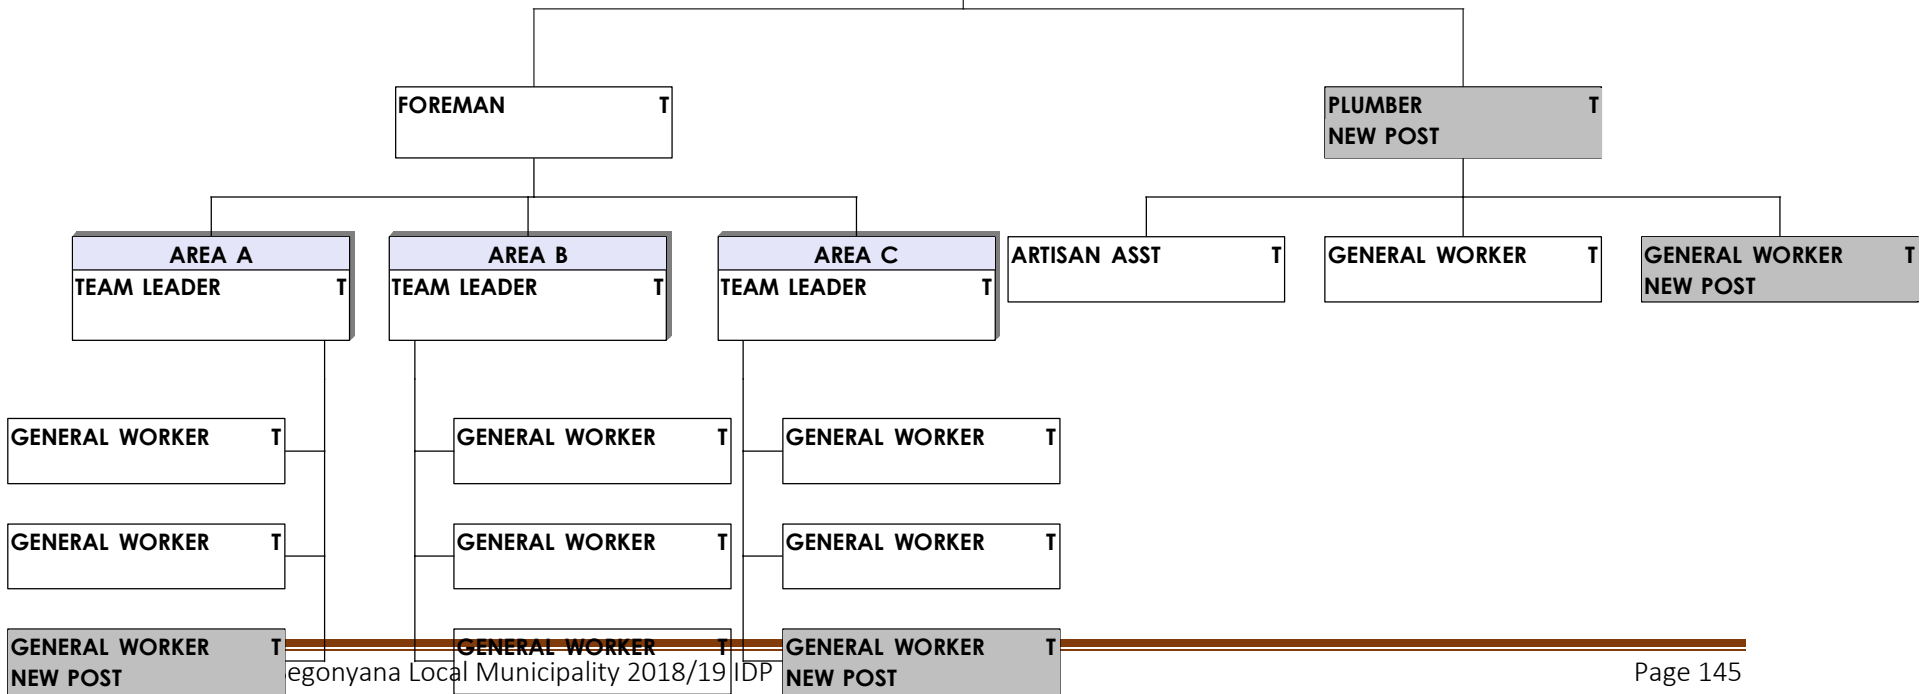 FOREMAN T
PLUMBER T
NEW POST
AREA A
TEAM LEADER T
AREA B
TEAM LEADER T
AREA C
TEAM LEADER T
ARTISAN ASST T
GENERAL WORKER T
GENERAL WORKER T
NEW POST
GENERAL WORKER T
GENERAL WORKER T
GENERAL WORKER T
GENERAL WORKER T
GENERAL WORKER T
GENERAL WORKER T
GENERAL WORKER T
NEW POST
GENERAL WORKER T
GENERAL WORKER T
NEW POST
egonyana Local Municipality 2018/19 IDP
Page 145